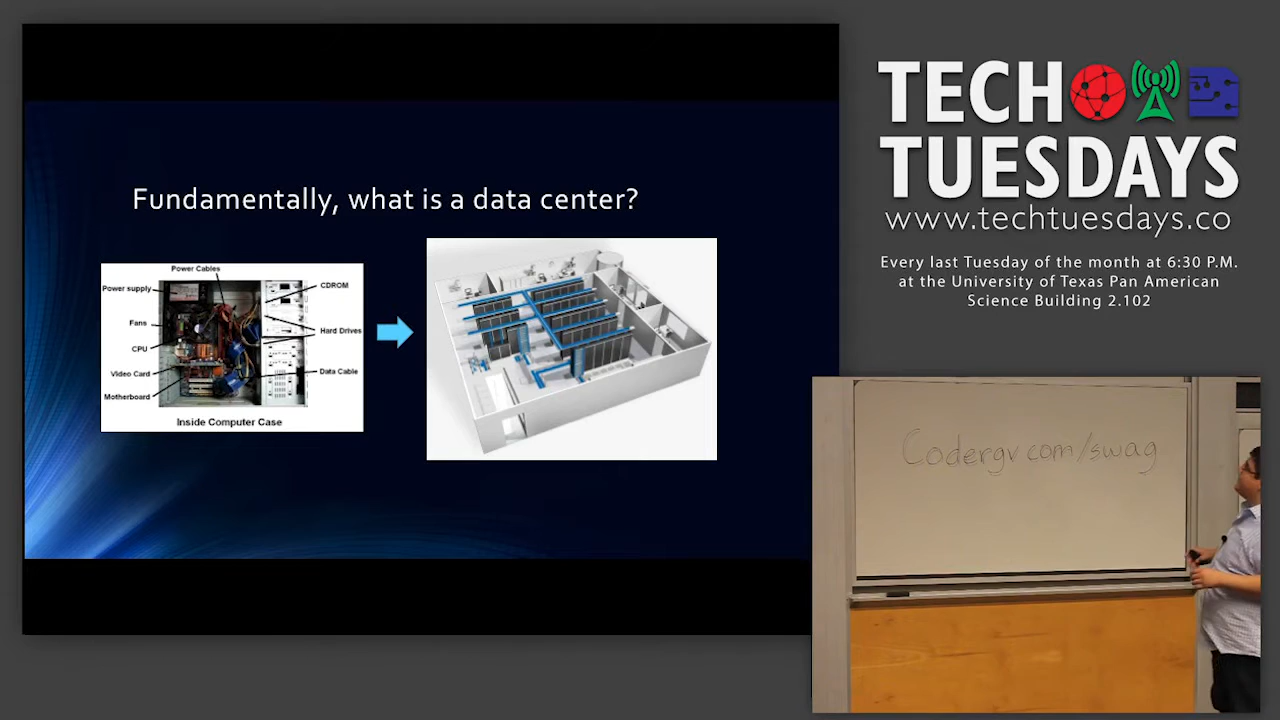 Fundamentally, what is a data center?
Power Cables
Power supply
CDROM
Fans
Hard Drives
CPU
Video Card
Data Cable
Motherboard
Inside Computer Case
TECH
TUESDAYS
www.techtuesdays.co
Every last Tuesday of the month at 6:30 P.M.
at the University of Texas Pan American
Science Building 2.102
Codergv.com/swag